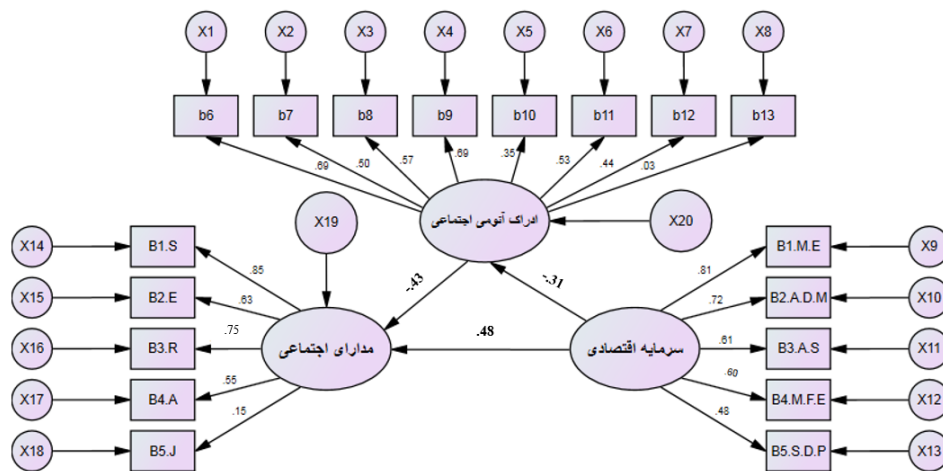 X1 X2 X3 X4 X5 X6 X7 X8
b6 b7 b8 b9 b10 b11 b12 b13
.69 .50 .57 .69 .35 .53 .44 .03
ادراک آنومی اجتماعی
X19 X20
X14 B1.S .85
X15 B2.E .63
X16 B3.R .75
X17 B4.A .55
X18 B5.J .15
-.43 -.31
.48
مدارای اجتماعی
سرمایه اقتصادی
.81 B1.M.E X9
.72 B2.A.D.M X10
.61 B3.A.S X11
.60 B4.M.F.E X12
.48 B5.S.D.P X13